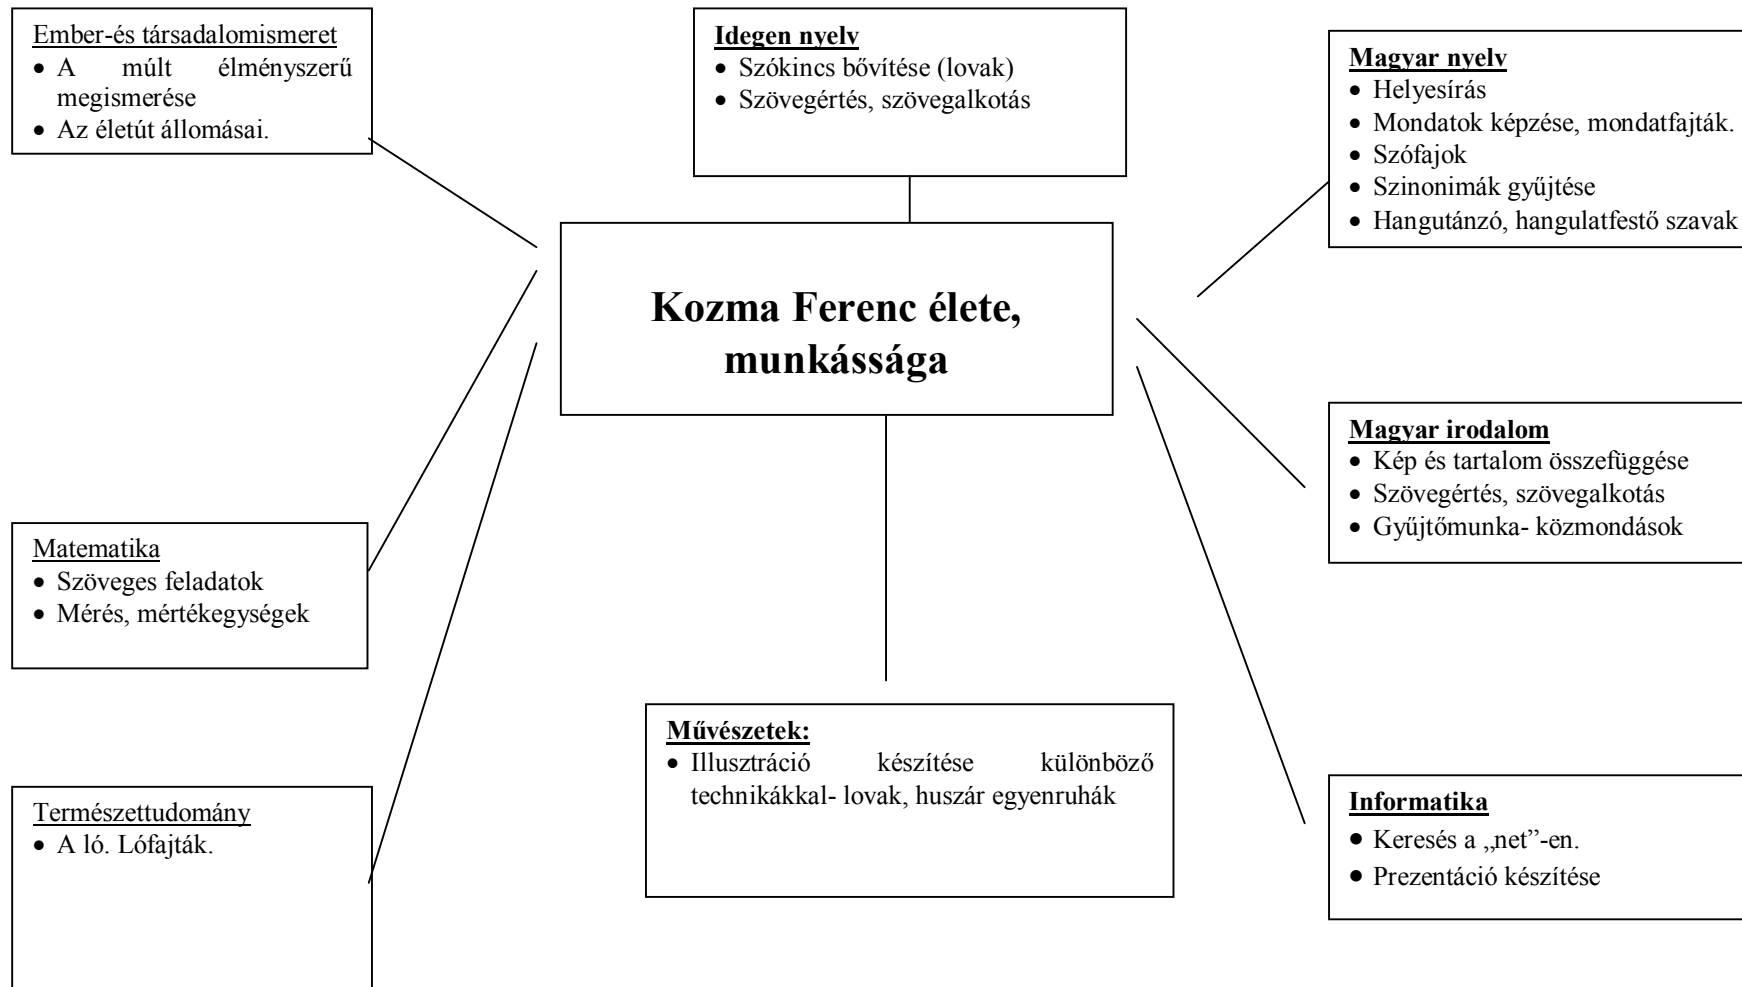 Ember-és társadalomismeret
• A múlt élményszerű
megismerése
• Az életút állomásai.
Idegen nyelv
• Szókincs bővítése (lovak)
• Szövegértés, szövegalkotás
Magyar nyelv
• Helyesírás
• Mondatok képzése, mondatfajták.
• Szófajok
• Szinonimák gyűjtése
• Hangutánzó, hangulatfestő szavak
Kozma Ferenc élete,
munkássága
Magyar irodalom
• Kép és tartalom összefüggése
• Szövegértés, szövegalkotás
• Gyűjtőmunka- közmondások
Matematika
• Szöveges feladatok
• Mérés, mértékegységek
Művészetek:
• Illusztráció készítése különböző
technikákkal- lovak, huszár egyenruhák
Természettudomány
• A ló. Lófajták.
Informatika
• Keresés a „net”-en.
• Prezentáció készítése